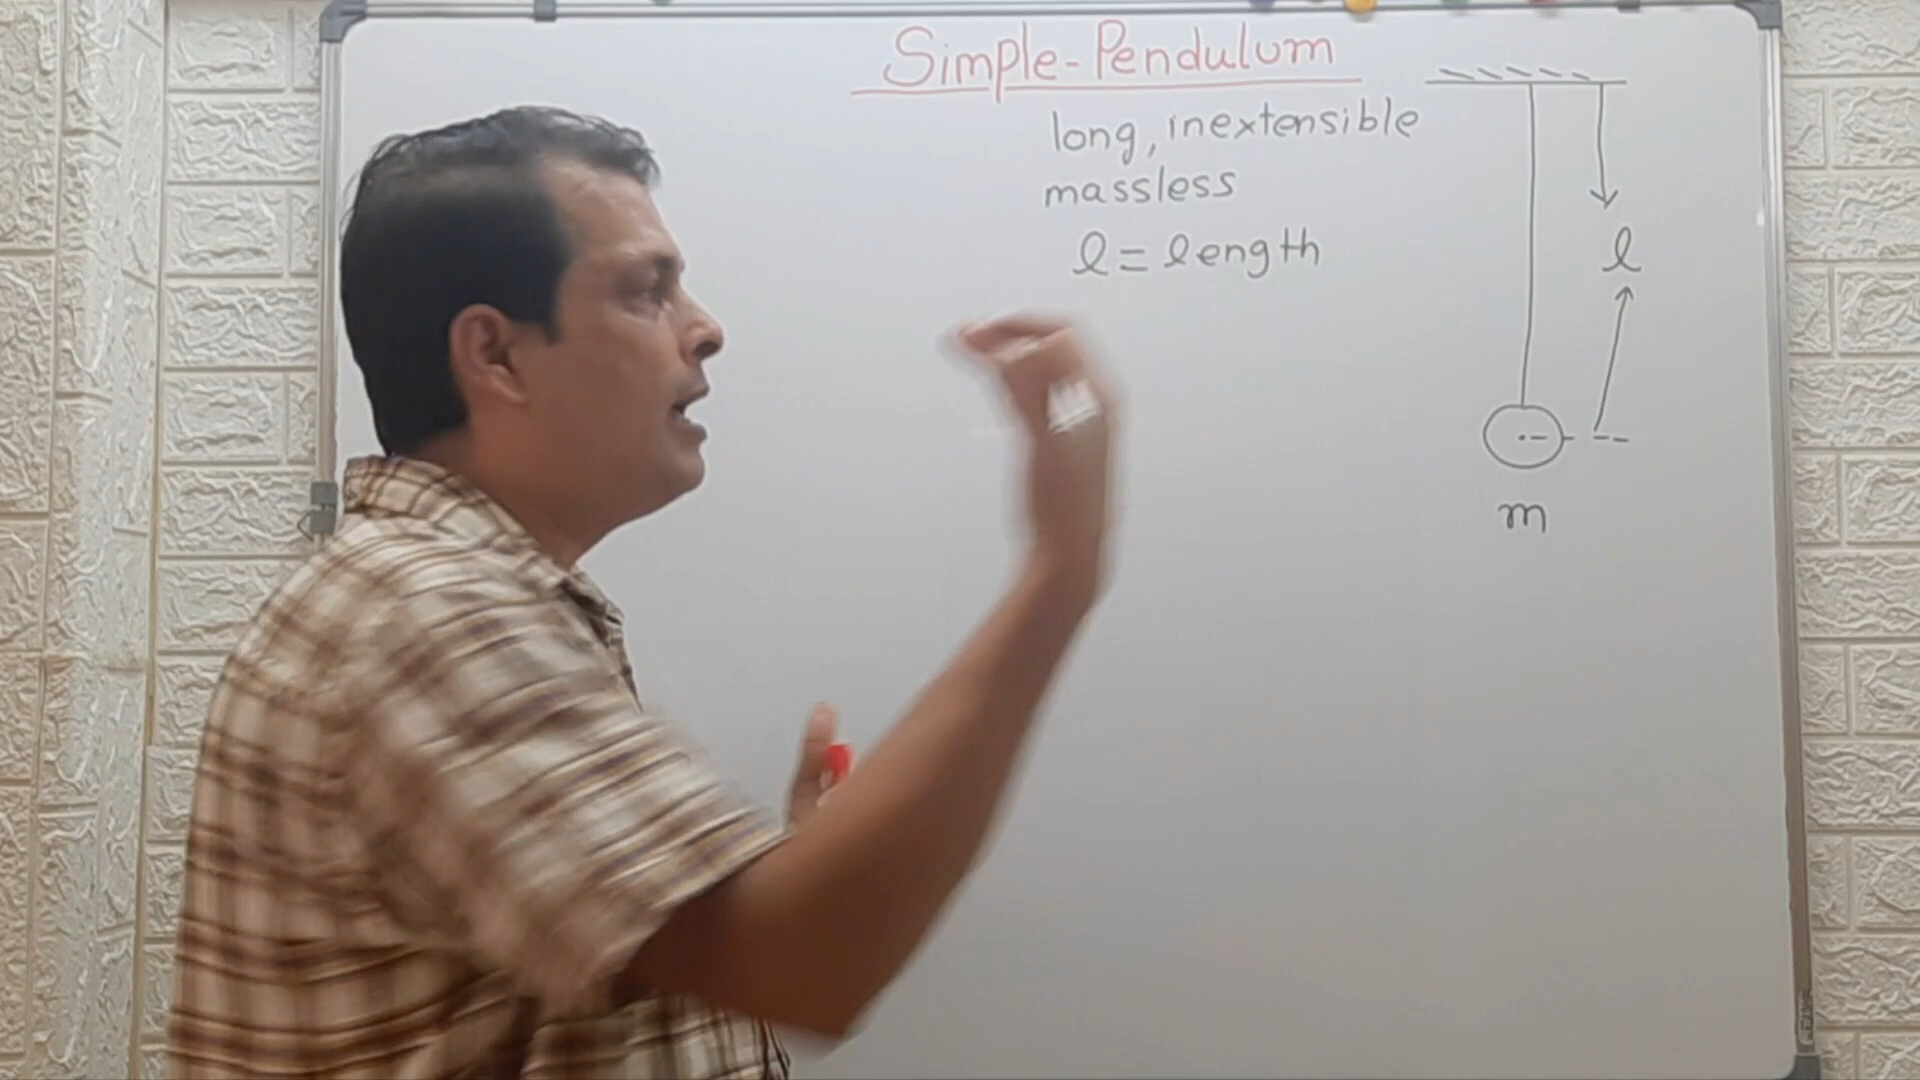 Simple-Pendulum
long, inextensible
massless
l = length
l
m